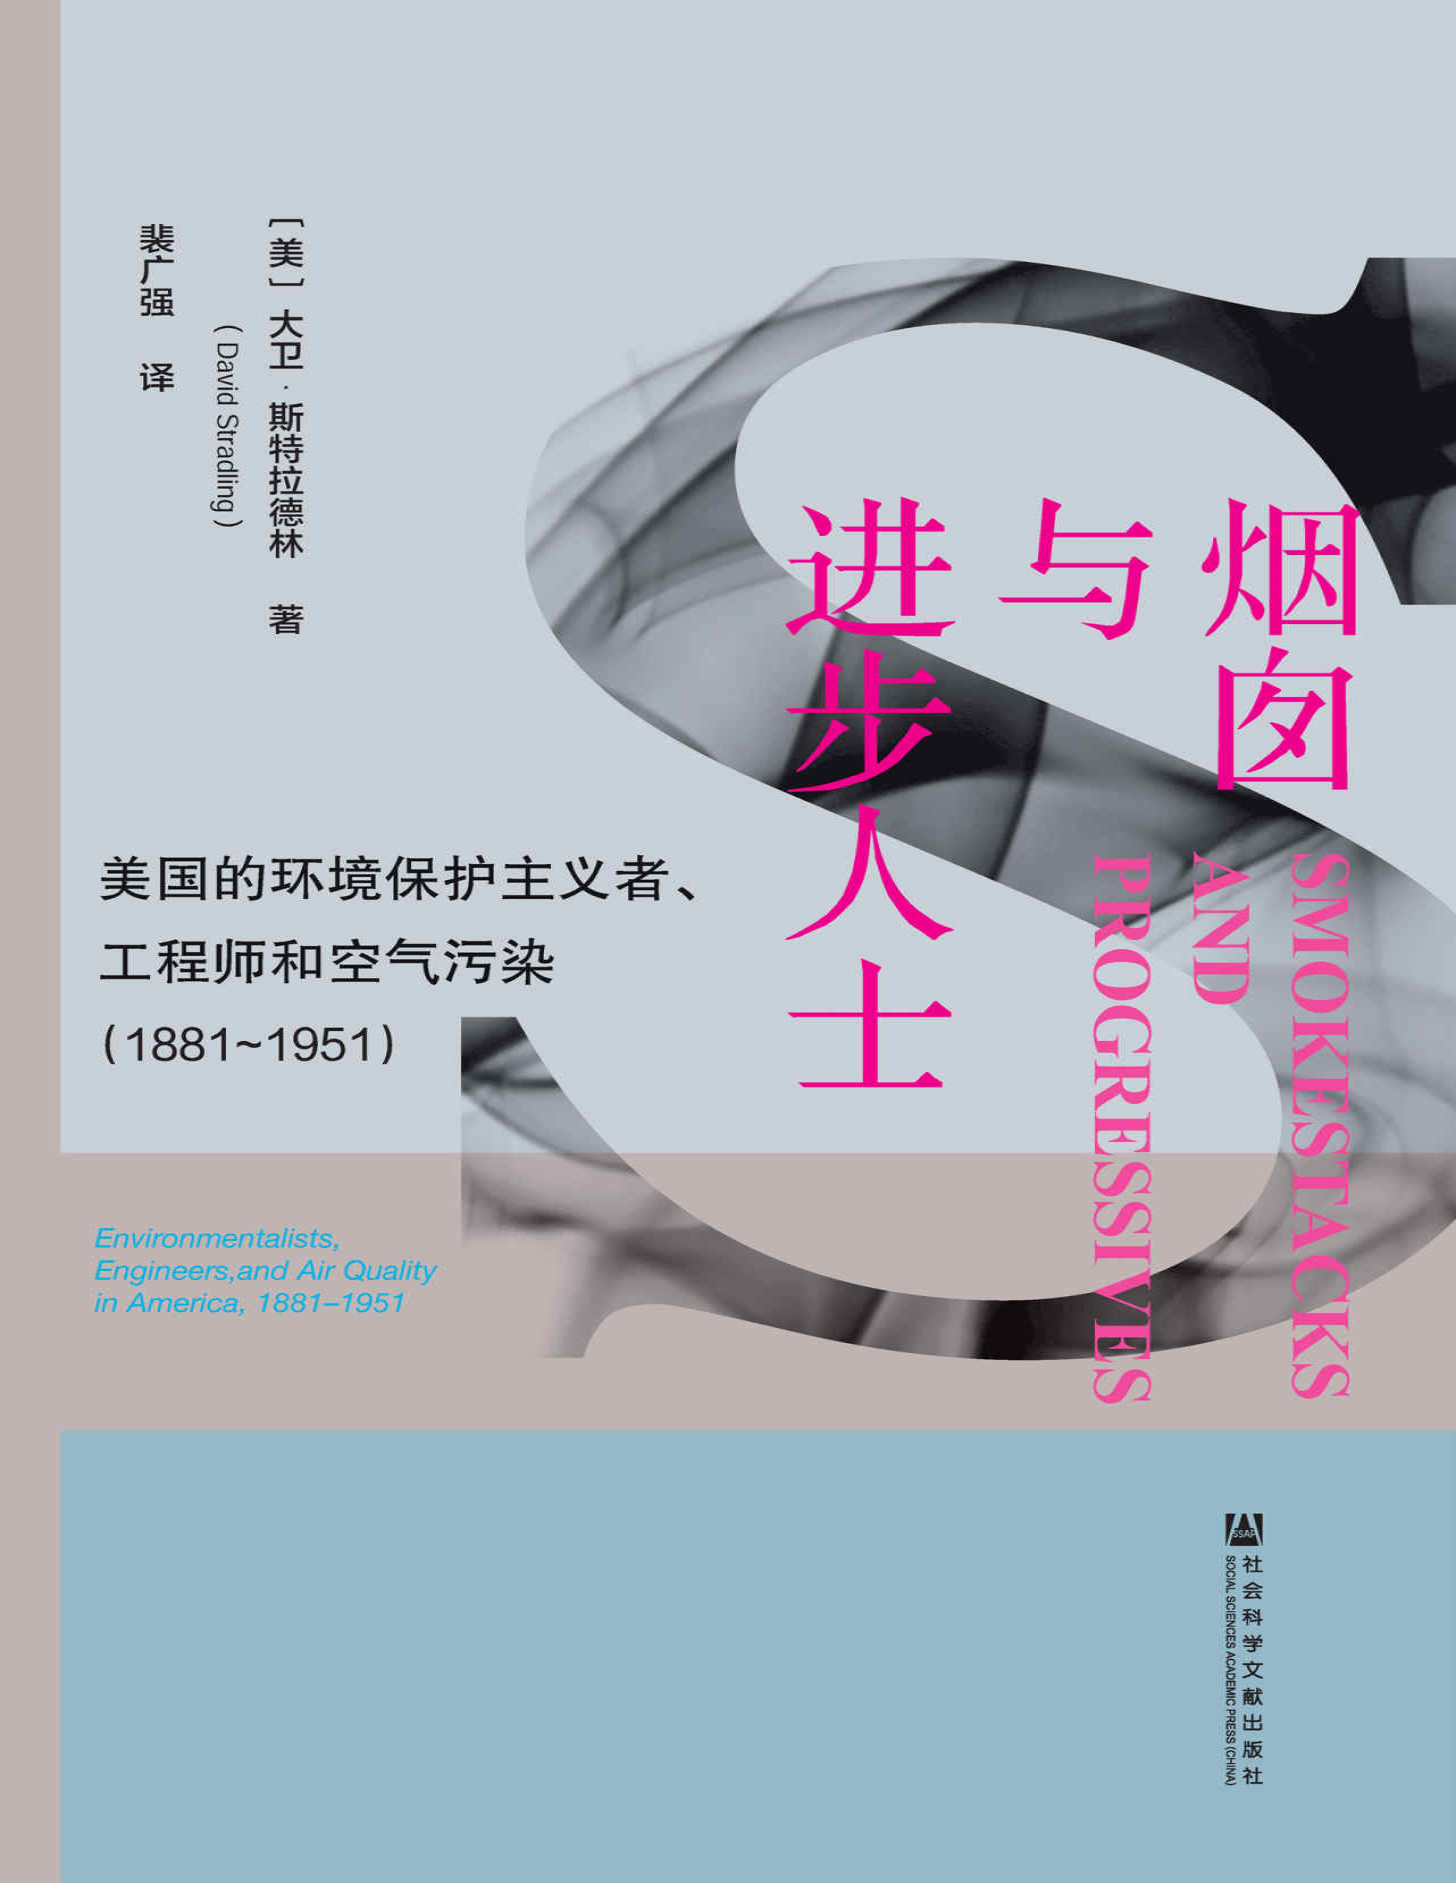 烟囱
与
进步人士
SMOKESTACKS
AND
PROGRESSIVES
[美]大卫·斯特拉德林 著
(David Stradling)
裴广强 译
美国的环境保护主义者、
工程师和空气污染
(1881~1951)
Environmentalists,
Engineers,and Air Quality
in America, 1881–1951
SSAP
社会科学文献出版社
SOCIAL SCIENCES ACADEMIC PRESS (CHINA)